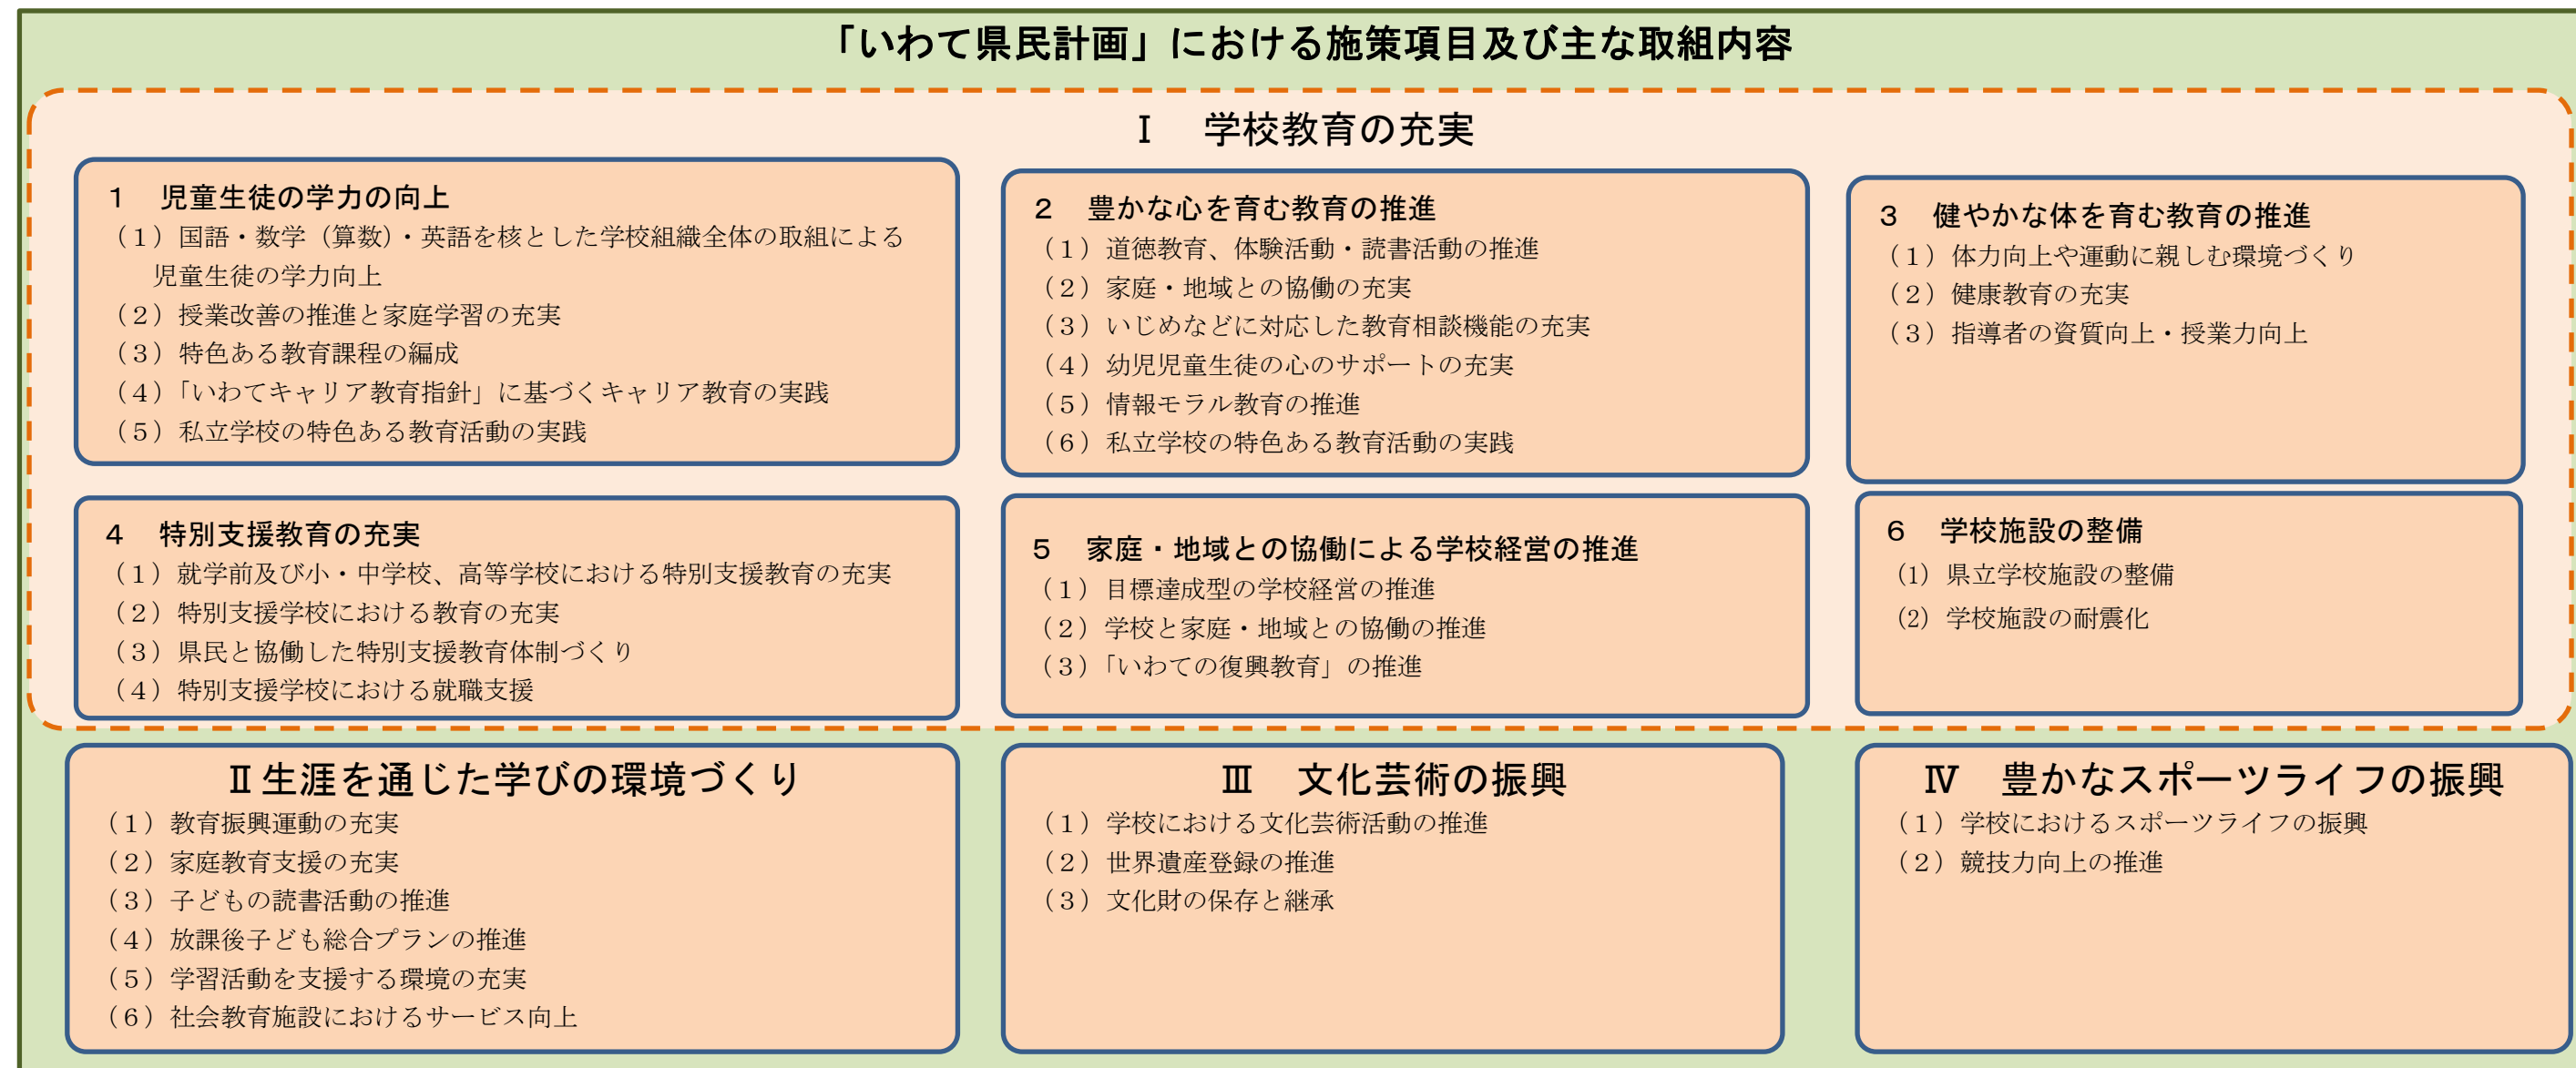 「いわて県民計画」における施策項目及び主な取組内容
Ⅰ　学校教育の充実
１　児童生徒の学力の向上
（１）国語・数学（算数）・英語を核とした学校組織全体の取組による
児童生徒の学力向上
（２）授業改善の推進と家庭学習の充実
（３）特色ある教育課程の編成
（４）「いわてキャリア教育指針」に基づくキャリア教育の実践
（５）私立学校の特色ある教育活動の実践
２　豊かな心を育む教育の推進
（１）道徳教育、体験活動・読書活動の推進
（２）家庭・地域との協働の充実
（３）いじめなどに対応した教育相談機能の充実
（４）幼児児童生徒の心のサポートの充実
（５）情報モラル教育の推進
（６）私立学校の特色ある教育活動の実践
３　健やかな体を育む教育の推進
（１）体力向上や運動に親しむ環境づくり
（２）健康教育の充実
（３）指導者の資質向上・授業力向上
４　特別支援教育の充実
（１）就学前及び小・中学校、高等学校における特別支援教育の充実
（２）特別支援学校における教育の充実
（３）県民と協働した特別支援教育体制づくり
（４）特別支援学校における就職支援
５　家庭・地域との協働による学校経営の推進
（１）目標達成型の学校経営の推進
（２）学校と家庭・地域との協働の推進
（３）「いわての復興教育」の推進
６　学校施設の整備
⑴　県立学校施設の整備
⑵　学校施設の耐震化
Ⅱ生涯を通じた学びの環境づくり
（１）教育振興運動の充実
（２）家庭教育支援の充実
（３）子どもの読書活動の推進
（４）放課後子ども総合プランの推進
（５）学習活動を支援する環境の充実
（６）社会教育施設におけるサービス向上
Ⅲ　文化芸術の振興
（１）学校における文化芸術活動の推進
（２）世界遺産登録の推進
（３）文化財の保存と継承
Ⅳ　豊かなスポーツライフの振興
（１）学校におけるスポーツライフの振興
（２）競技力向上の推進